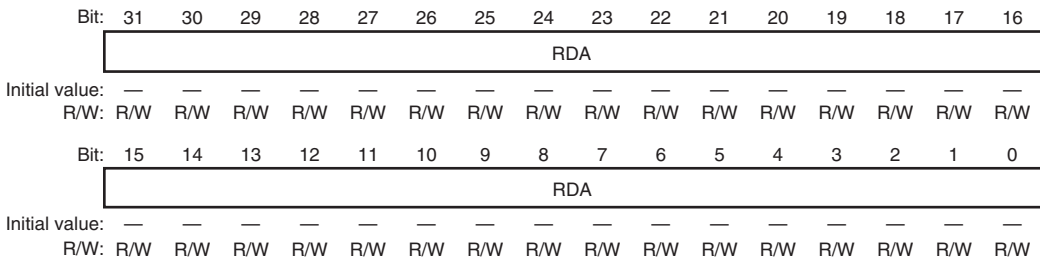 Bit: 31 30 29 28 27 26 25 24 23 22 21 20 19 18 17 16
RDA
Initial value: — — — — — — — — — — — — — — — —
R/W: R/W R/W R/W R/W R/W R/W R/W R/W R/W R/W R/W R/W R/W R/W R/W R/W
Bit: 15 14 13 12 11 10 9 8 7 6 5 4 3 2 1 0
RDA
Initial value: — — — — — — — — — — — — — — — —
R/W: R/W R/W R/W R/W R/W R/W R/W R/W R/W R/W R/W R/W R/W R/W R/W R/W